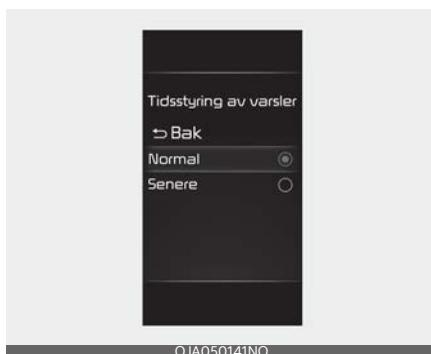 Tidsstyring av varsler
⮌ Bak
Normal
Senere
OJA050141NO